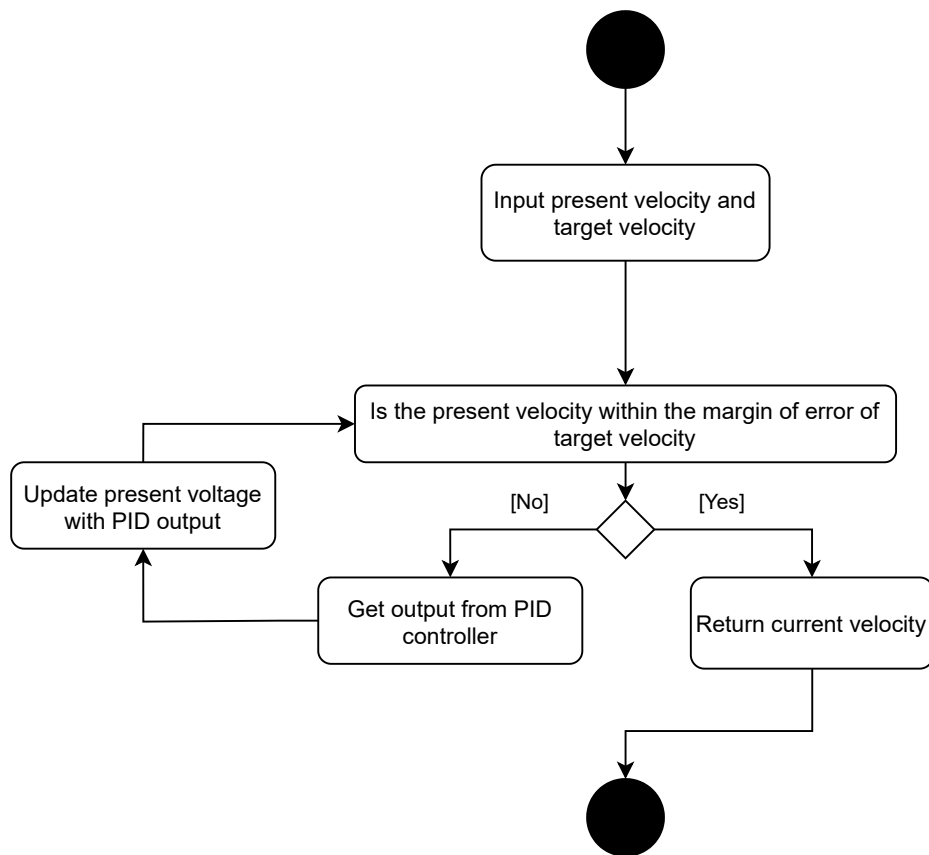 Input present velocity and
target velocity
Is the present velocity within the margin of error of
target velocity
Update present voltage
with PID output
[No]
[Yes]
Get output from PID
controller
Return current velocity